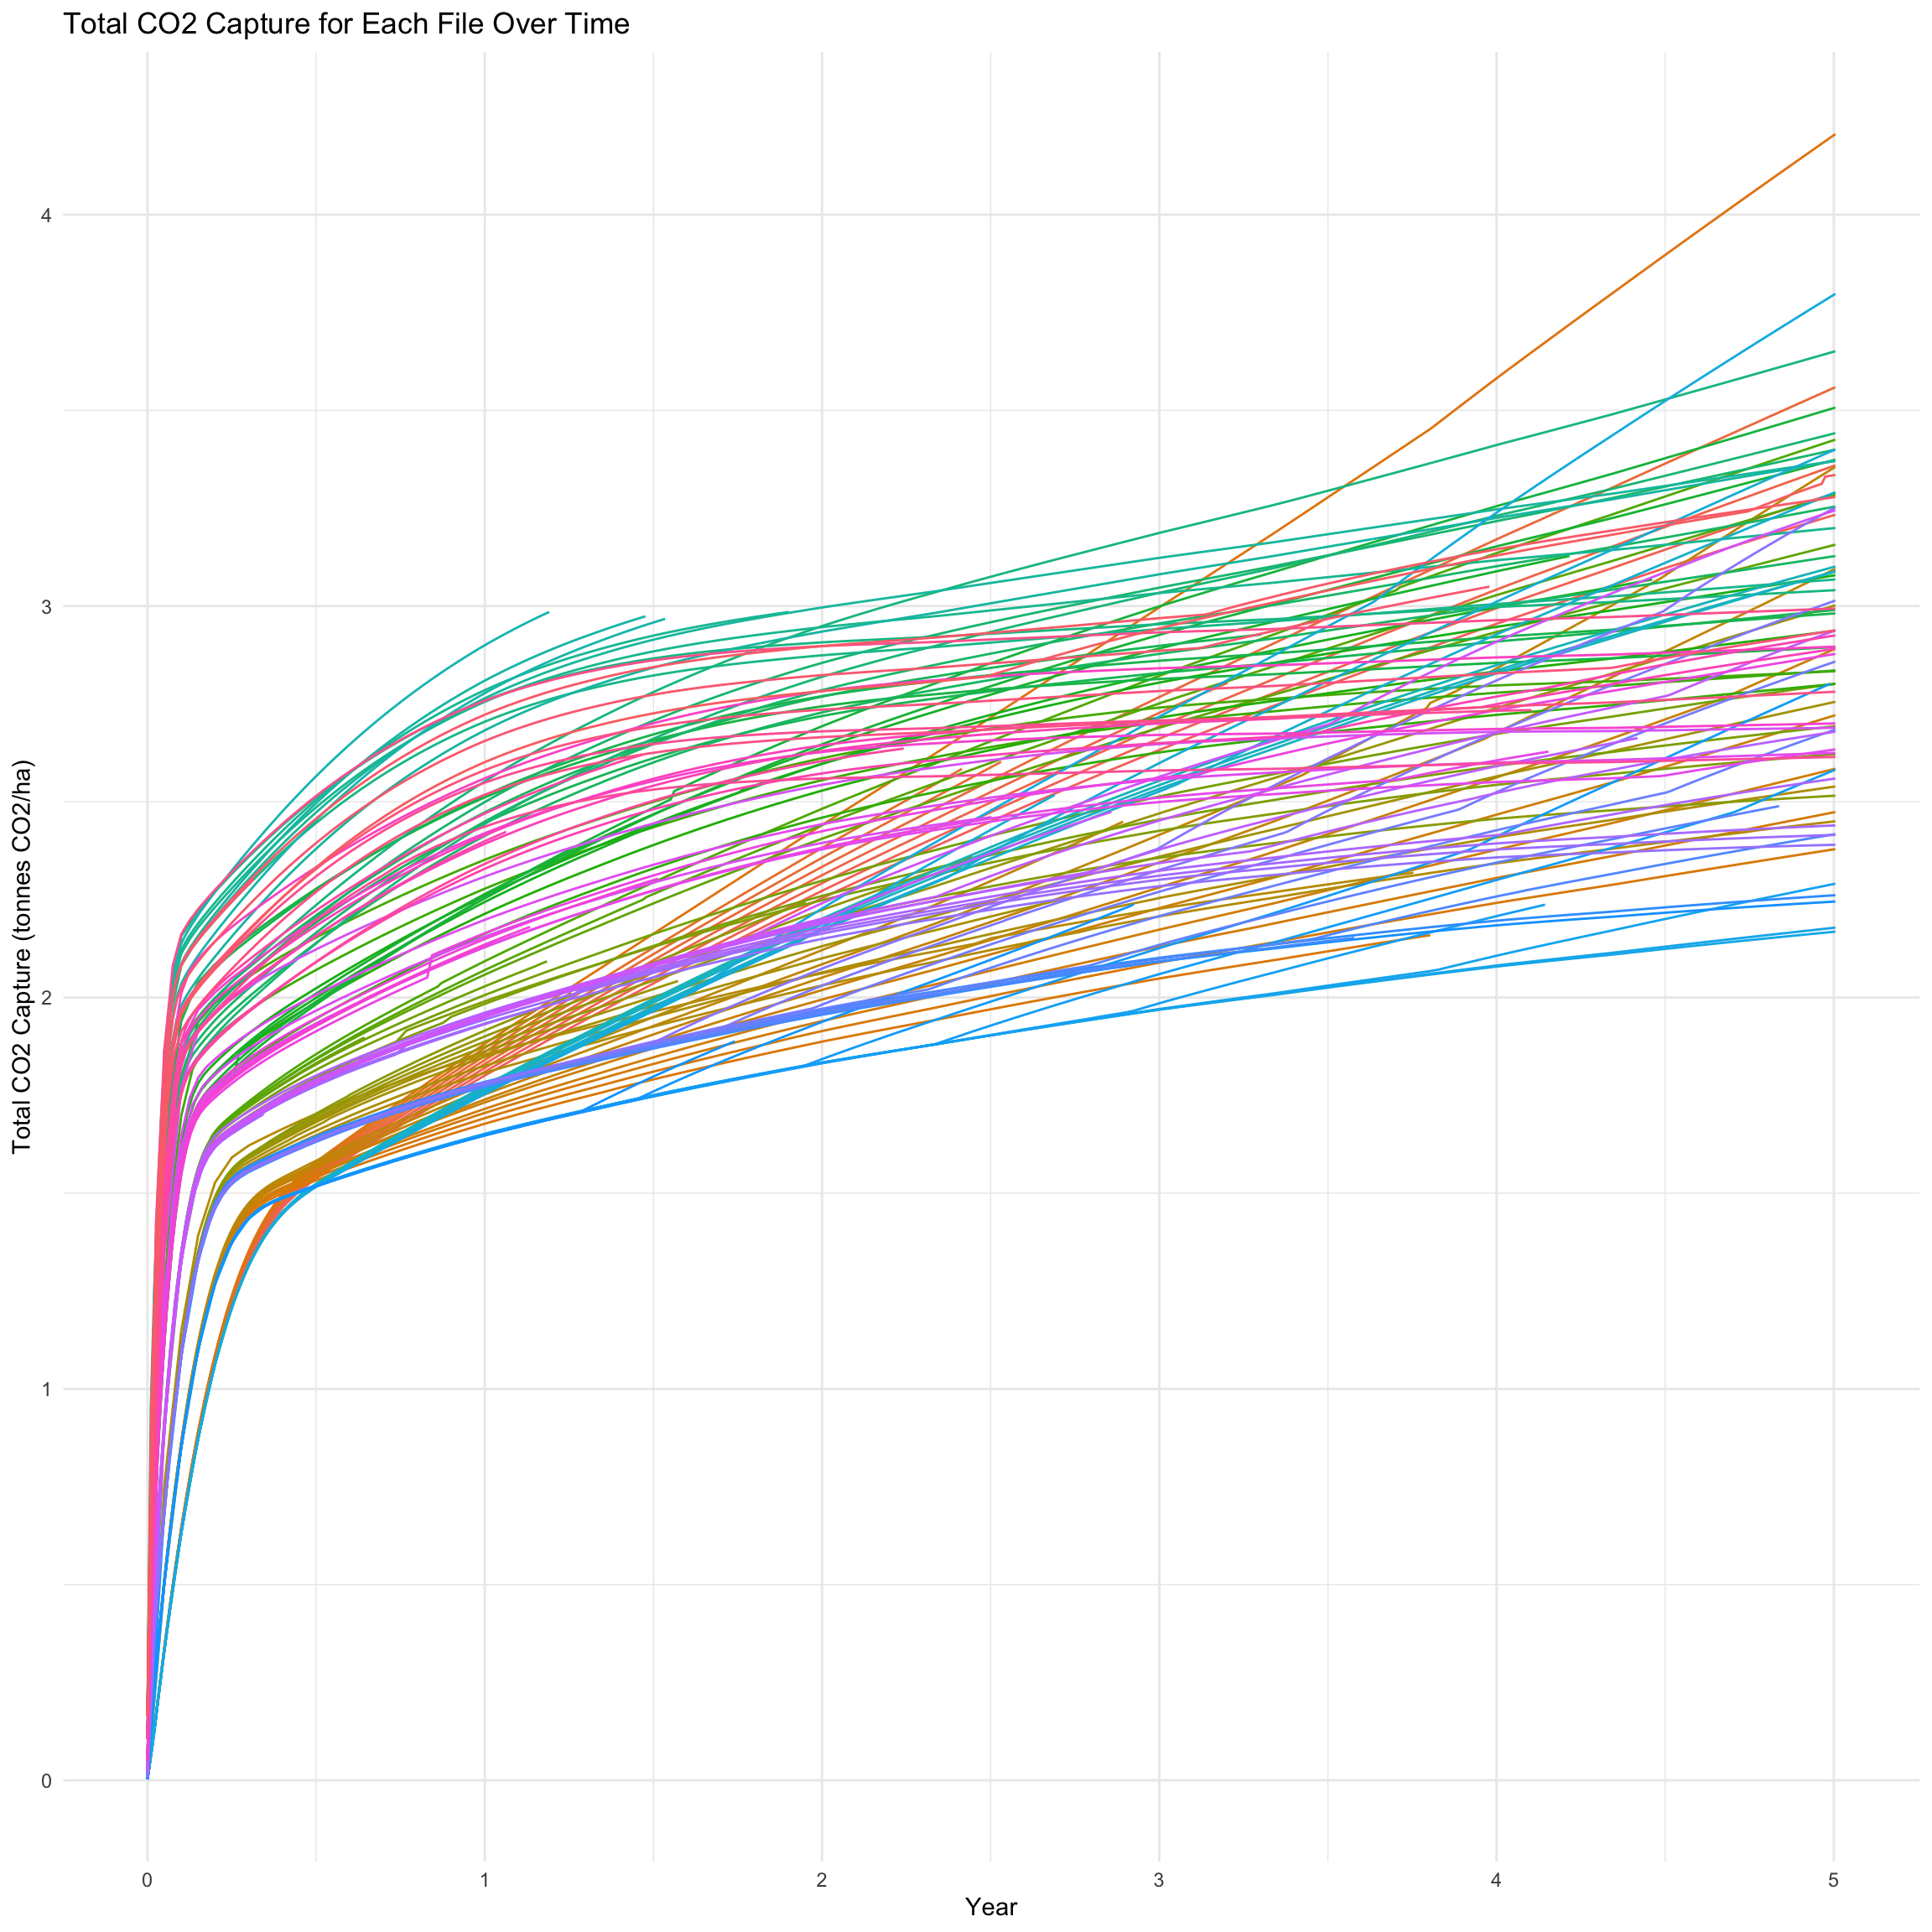 Total CO2 Capture for Each File Over Time
Total CO2 Capture (tonnes CO2/ha)
4
3
2
1
0
0 1 2 3 4 5
Year